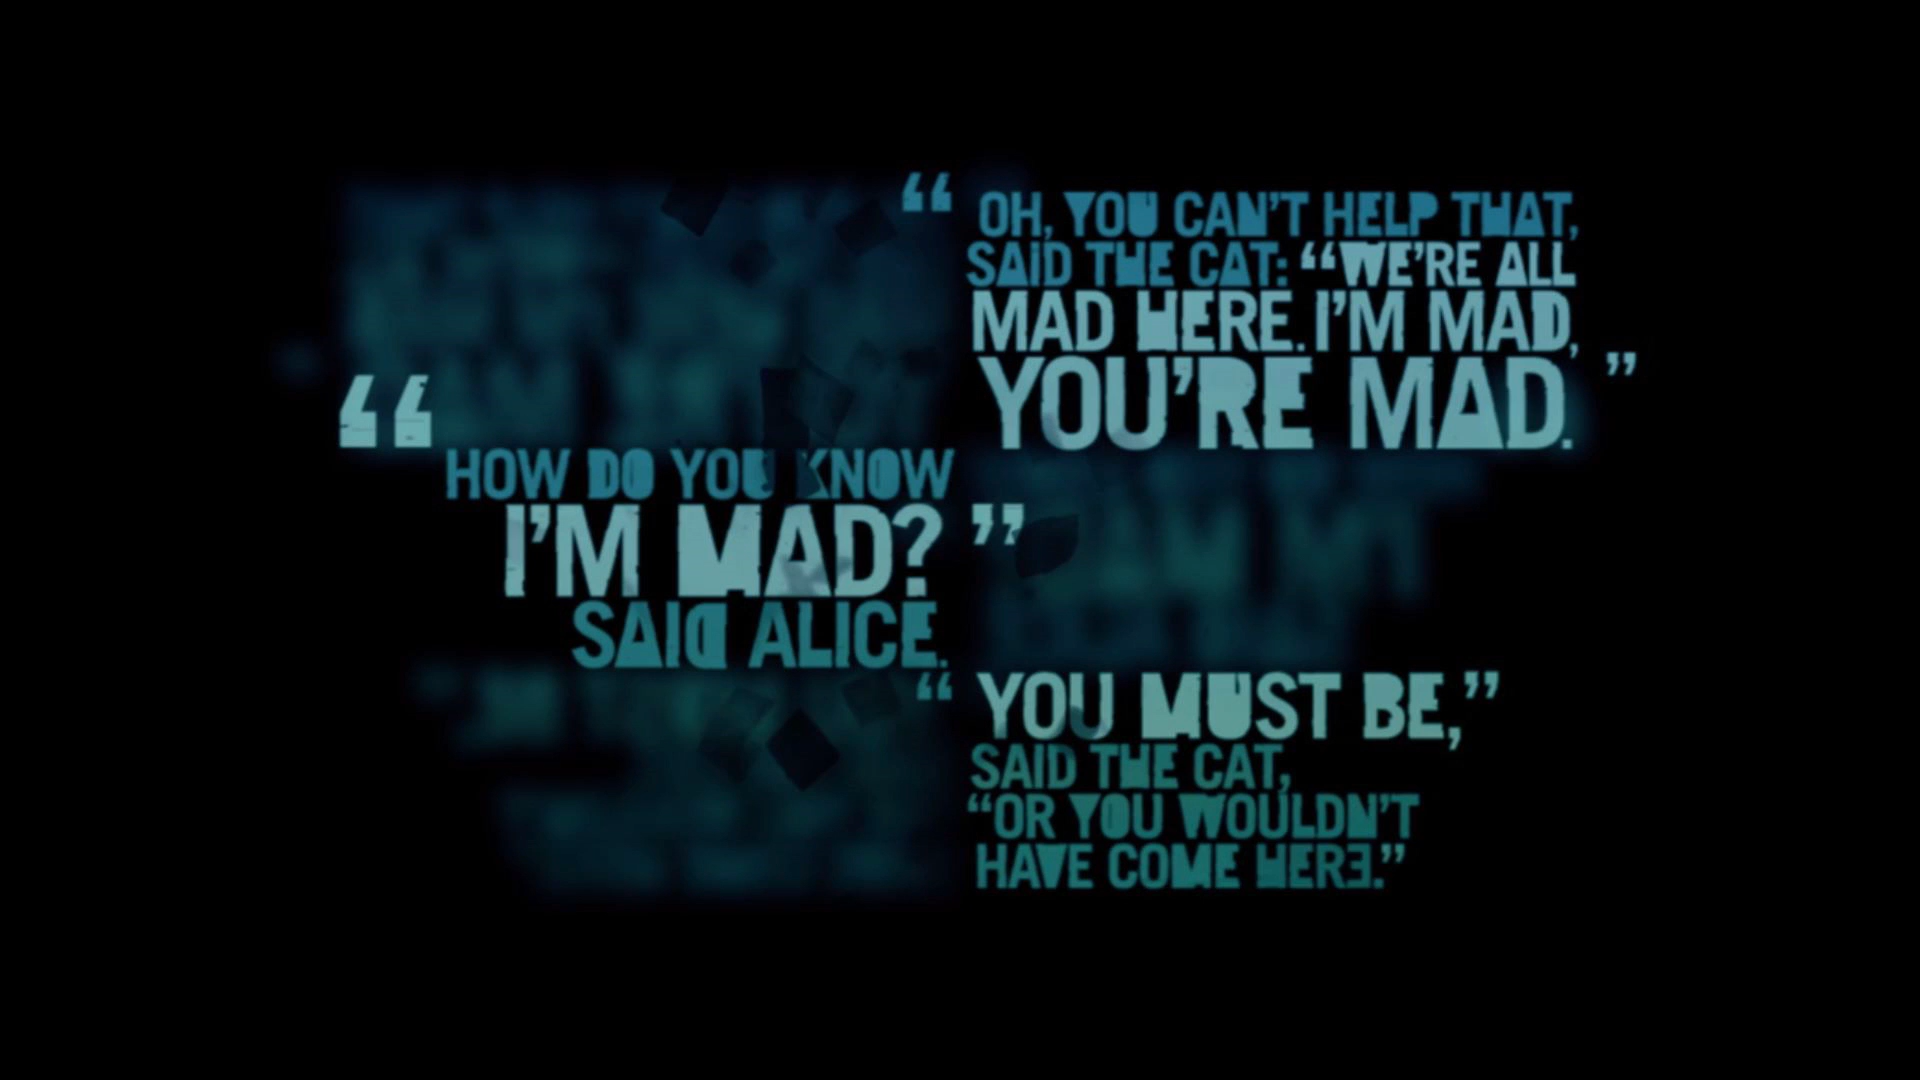 “ OH, YOU CAN’T HELP THAT,
SAID THE CAT: “WE’RE ALL
MAD HERE. I’M MAD,
YOU’RE MAD. ”
“ HOW DO YOU KNOW
I’M MAD? ”
SAID ALICE.
“ YOU MUST BE,”
SAID THE CAT,
“OR YOU WOULDN’T
HAVE COME HERE.”